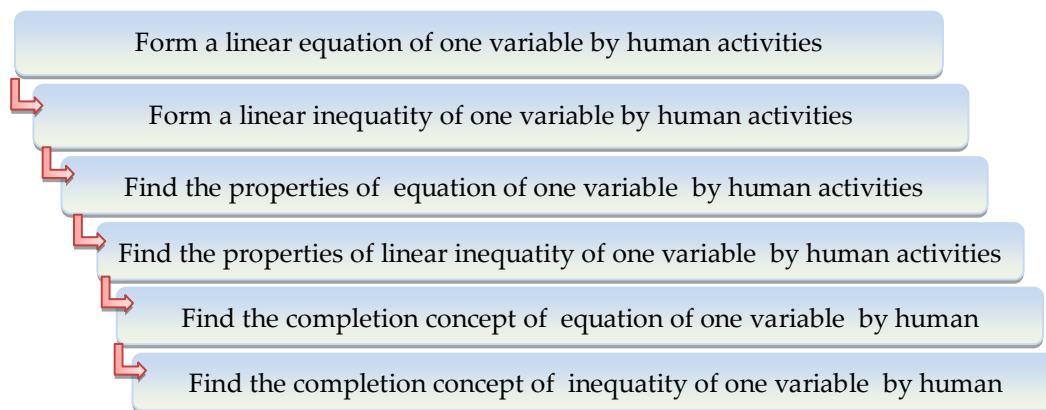 Form a linear equation of one variable by human activities
Form a linear inequatity of one variable by human activities
Find the properties of equation of one variable by human activities
Find the properties of linear inequatity of one variable by human activities
Find the completion concept of equation of one variable by human
Find the completion concept of inequatity of one variable by human